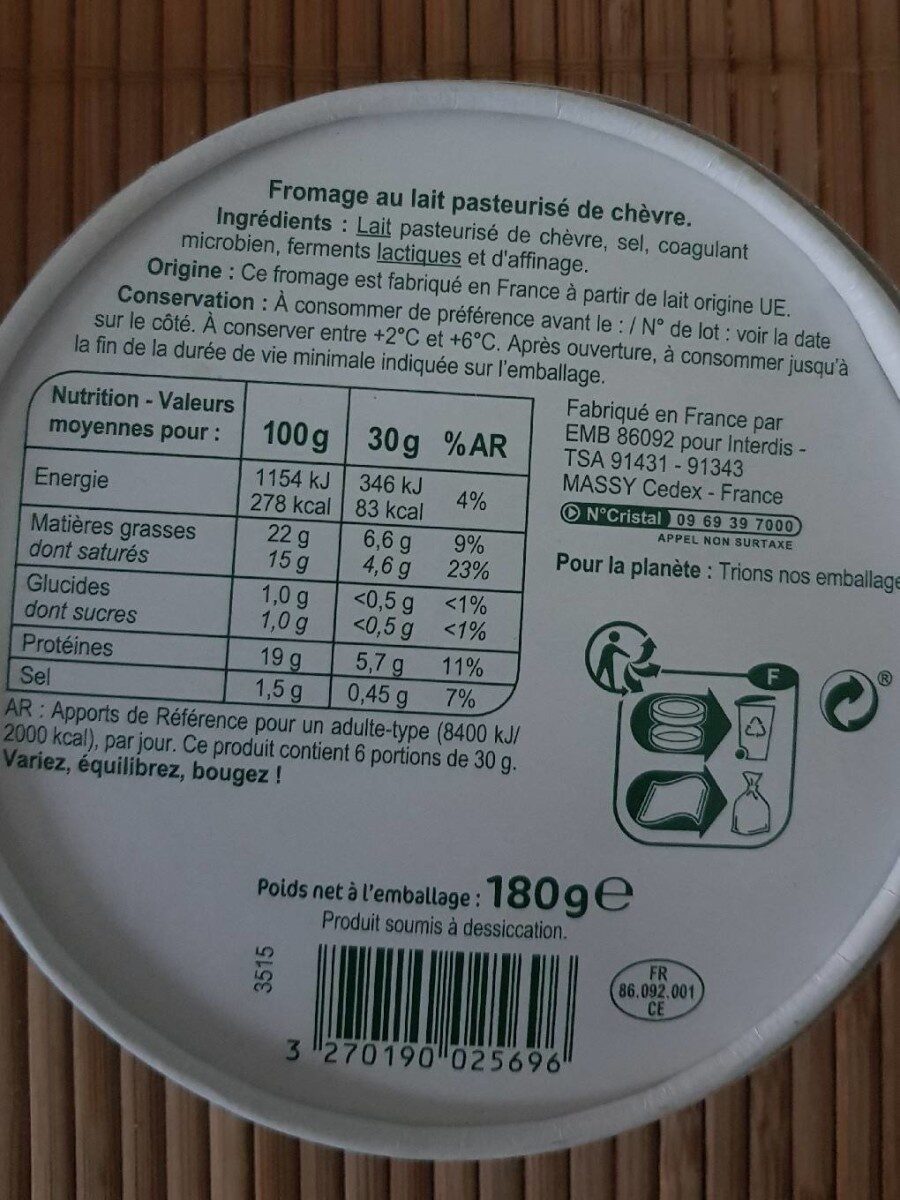 Fromage au lait pasteurisé de chèvre.
Ingrédients : Lait pasteurisé de chèvre, sel, coagulant
microbien, ferments lactiques et d'affinage.
Origine : Ce fromage est fabriqué en France à partir de lait origine UE.
Conservation : À consommer de préférence avant le : / N° de lot : voir la date
sur le côté. À conserver entre +2°C et +6°C. Après ouverture, à consommer jusqu'à
la fin de la durée de vie minimale indiquée sur l'emballage.
Nutrition - Valeurs
moyennes pour : 100g 30g %AR
Energie 1154 kJ 346 kJ
278 kcal 83 kcal 4%
Matières grasses 22 g 6,6 g 9%
dont saturés 15 g 4,6 g 23%
Glucides 1,0 g <0,5 g <1%
dont sucres 1,0 g <0,5 g <1%
Protéines 19 g 5,7 g 11%
Sel 1,5 g 0,45 g 7%
AR : Apports de Référence pour un adulte-type (8400 kJ/
2000 kcal), par jour. Ce produit contient 6 portions de 30 g.
Variez, équilibrez, bougez !
Fabriqué en France par
EMB 86092 pour Interdis -
TSA 91431 - 91343
MASSY Cedex - France
N°Cristal 09 69 39 7000
APPEL NON SURTAXE
Pour la planète : Trions nos emballage
F
®
Poids net à l'emballage : 180g e
Produit soumis à dessiccation.
3515
3 270190 025696
FR
86.092.001
CE